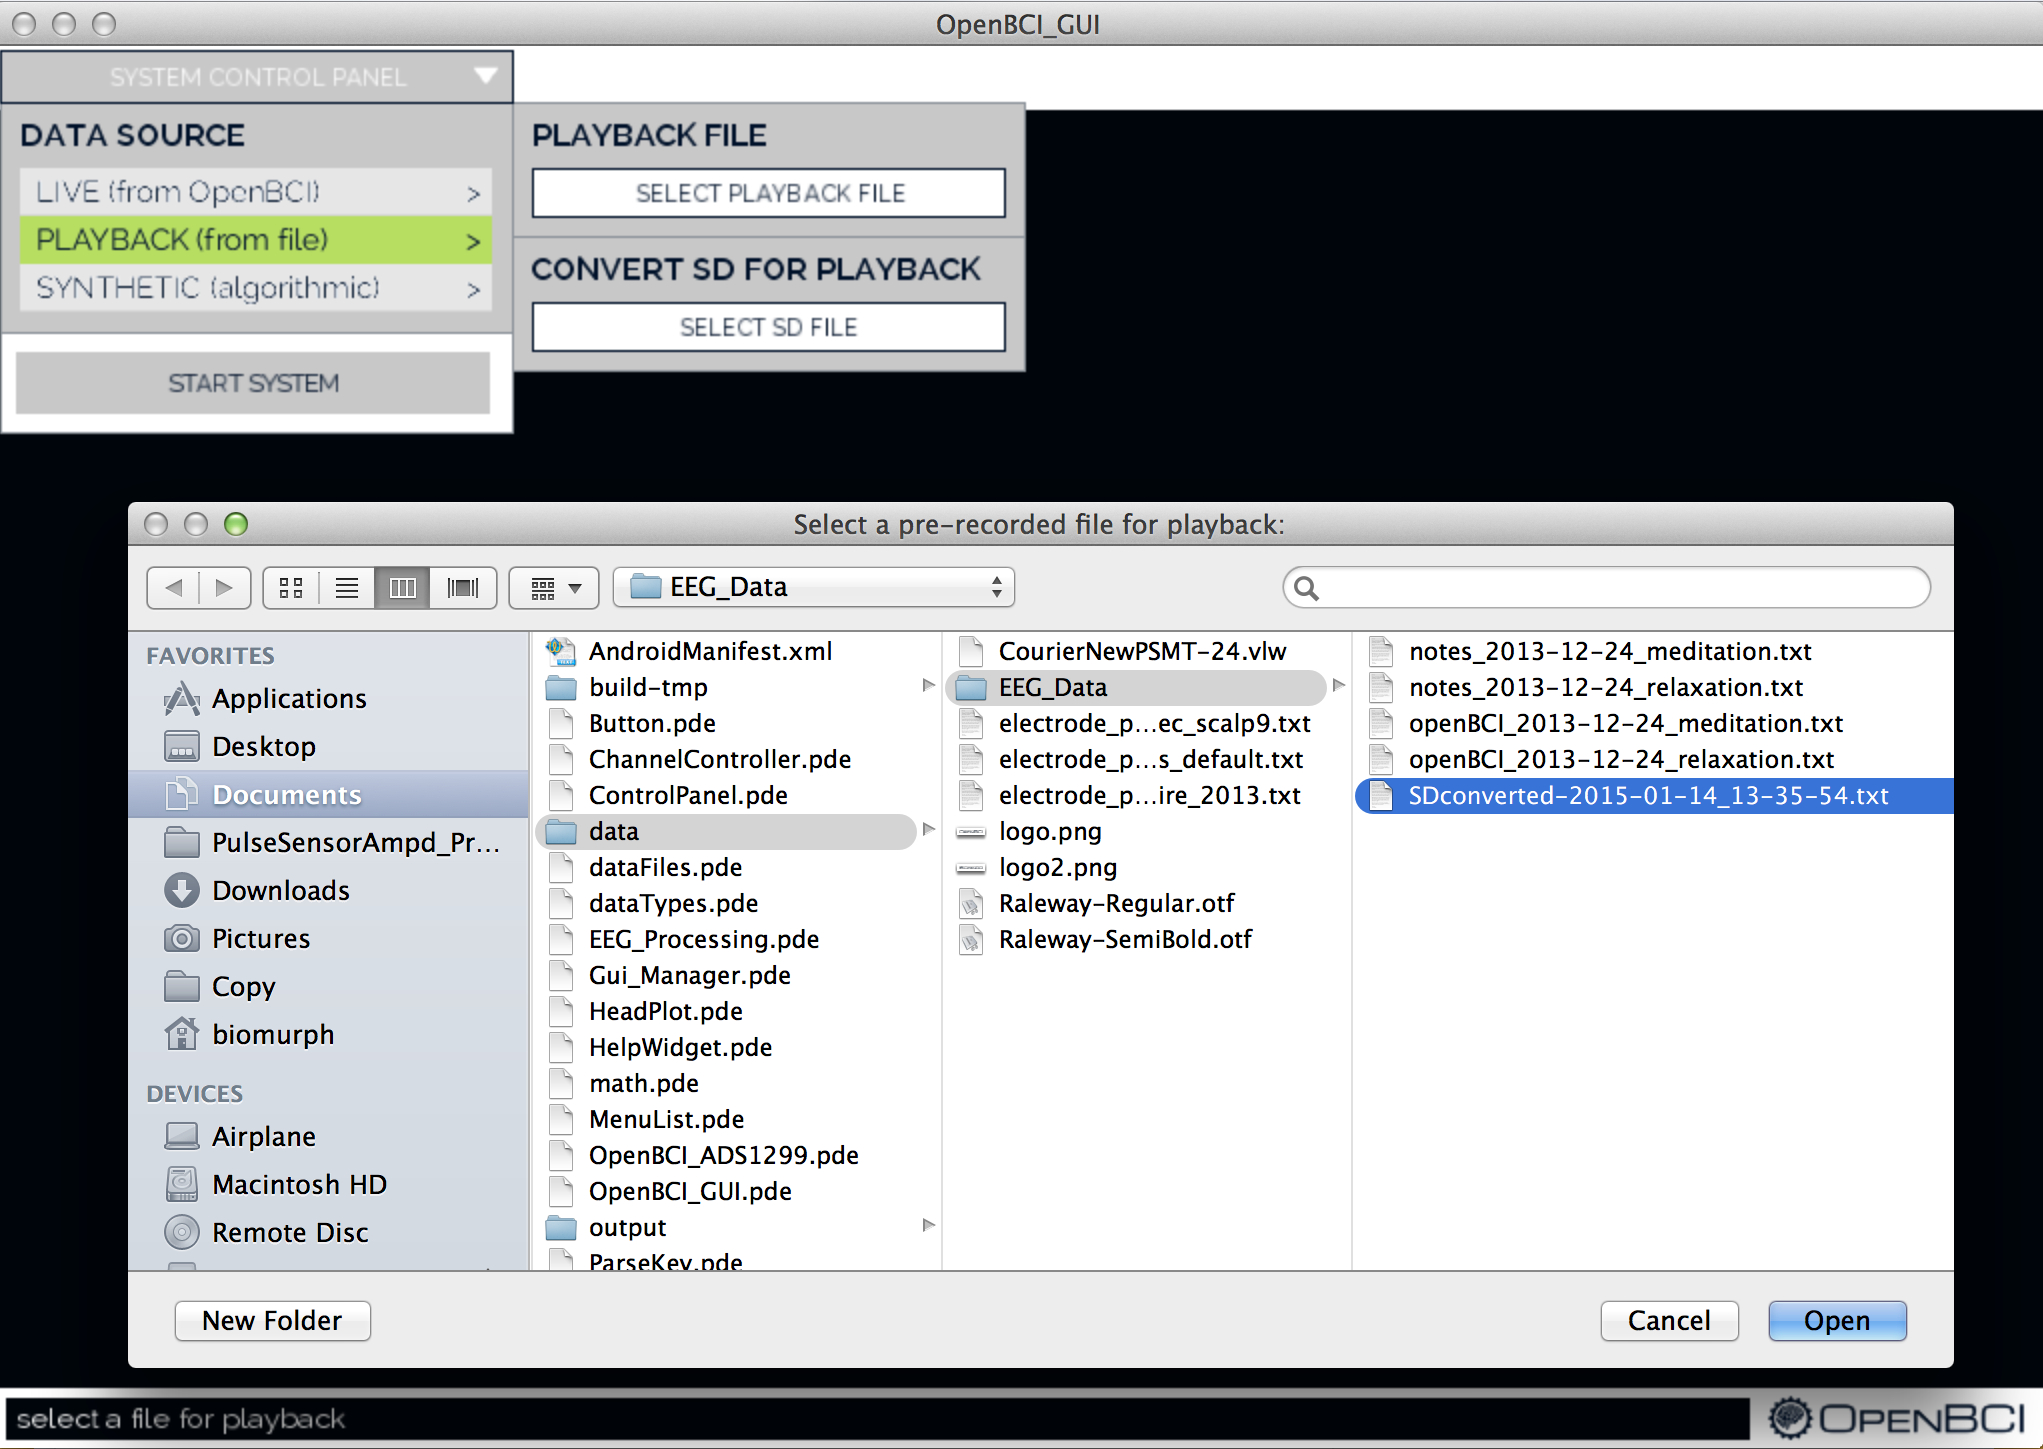 OpenBCI_GUI
SYSTEM CONTROL PANEL
DATA SOURCE
LIVE (from OpenBCI) >
PLAYBACK (from file) >
SYNTHETIC (algorithmic) >
START SYSTEM
PLAYBACK FILE
SELECT PLAYBACK FILE
CONVERT SD FOR PLAYBACK
SELECT SD FILE
Select a pre-recorded file for playback:
EEG_Data
FAVORITES
Applications
Desktop
Documents
PulseSensorAmpd_Pr...
Downloads
Pictures
Copy
biomurph
DEVICES
Airplane
Macintosh HD
Remote Disc
AndroidManifest.xml
build-tmp
Button.pde
ChannelController.pde
ControlPanel.pde
data
dataFiles.pde
dataTypes.pde
EEG_Processing.pde
Gui_Manager.pde
HeadPlot.pde
HelpWidget.pde
math.pde
MenuList.pde
OpenBCI_ADS1299.pde
OpenBCI_GUI.pde
output
ParseKey.pde
CourierNewPSMT-24.vlw
EEG_Data
electrode_p...ec_scalp9.txt
electrode_p...s_default.txt
electrode_p...ire_2013.txt
logo.png
logo2.png
Raleway-Regular.otf
Raleway-SemiBold.otf
notes_2013-12-24_meditation.txt
notes_2013-12-24_relaxation.txt
openBCI_2013-12-24_meditation.txt
openBCI_2013-12-24_relaxation.txt
SDconverted-2015-01-14_13-35-54.txt
New Folder
Cancel
Open
select a file for playback
OPENBCI